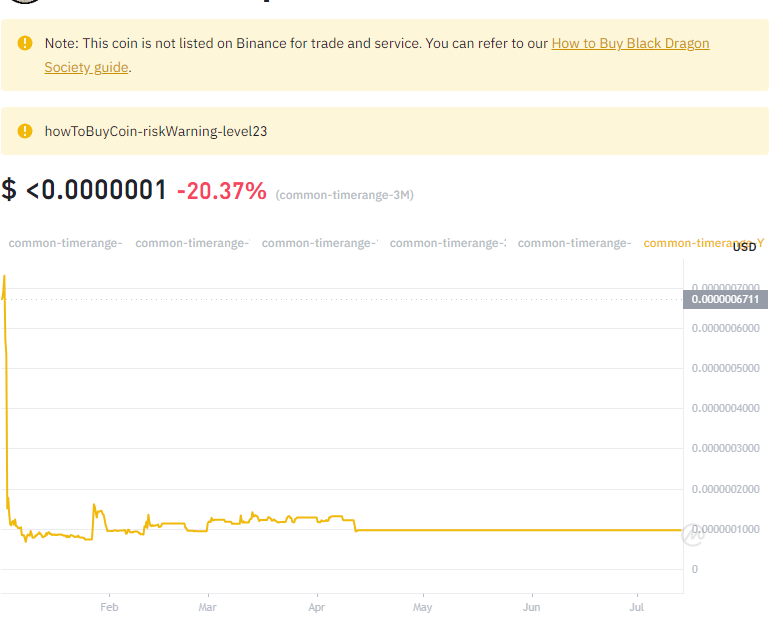 Note: This coin is not listed on Binance for trade and service. You can refer to our How to Buy Black Dragon
Society guide.
howToBuyCoin-riskWarning-level23
$ <0.0000001 -20.37% (common-timerange-3M)
common-timerange- common-timerange- common-timerange- common-timerange- common-timerange- common-timerange-Y
USD
0.0000007000
0.0000006711
0.0000006000
0.0000005000
0.0000004000
0.0000003000
0.0000002000
0.0000001000
0
Feb Mar Apr May Jun Jul